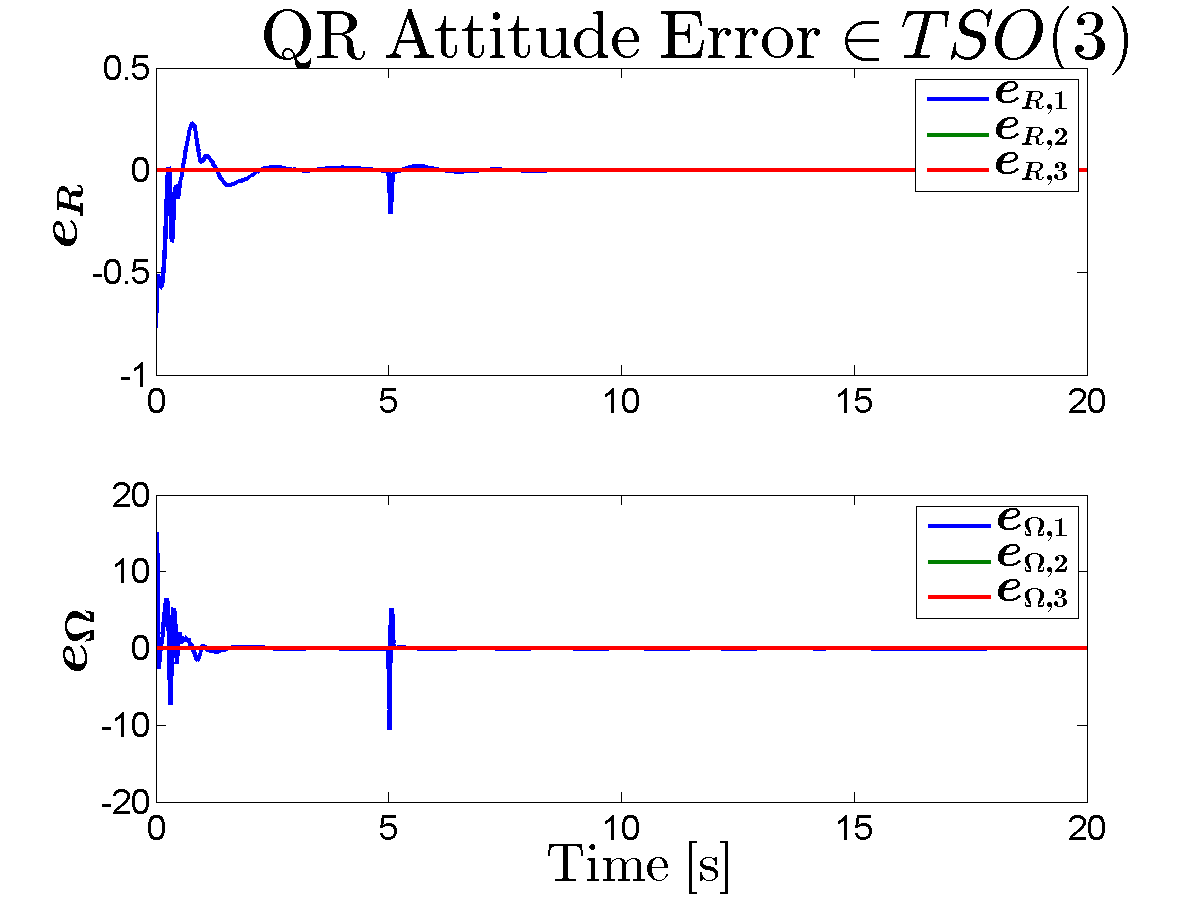 QR Attitude Error ∈ TSO(3)
0.5
0
-0.5
-1
e_R
e_{R,1}
e_{R,2}
e_{R,3}
0 5 10 15 20
20
10
0
-10
-20
e_Ω
e_{Ω,1}
e_{Ω,2}
e_{Ω,3}
0 5 10 15 20
Time [s]